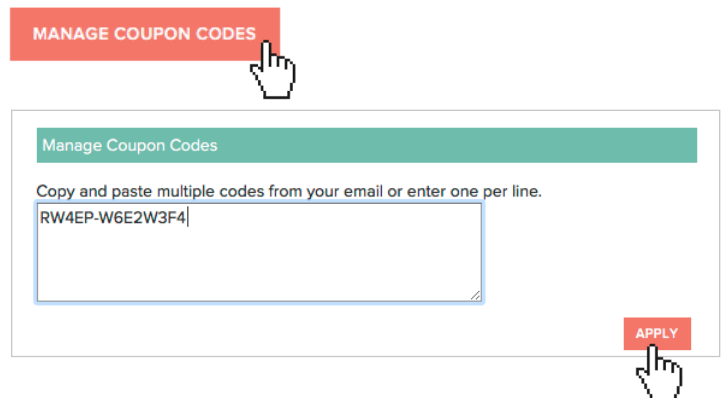 MANAGE COUPON CODES
Manage Coupon Codes
Copy and paste multiple codes from your email or enter one per line.
RW4EP-W6E2W3F4
APPLY